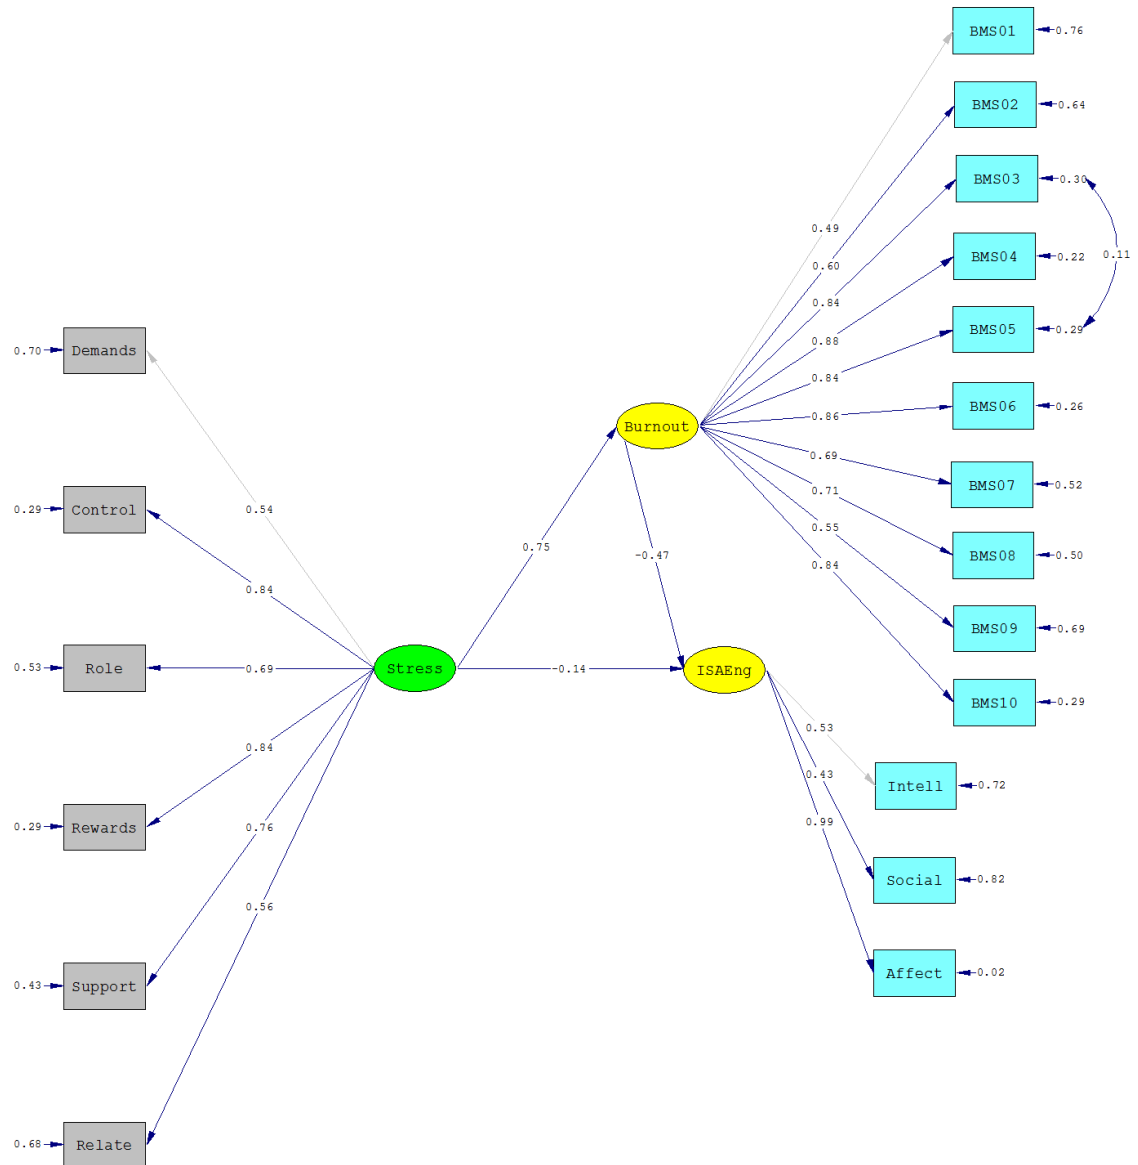 BMS01
0.76
BMS02
0.64
BMS03
0.30
BMS04
0.22
0.11
BMS05
0.29
BMS06
0.26
BMS07
0.52
BMS08
0.50
BMS09
0.69
BMS10
0.29
0.49
0.60
0.84
0.88
0.84
0.86
0.69
0.71
0.55
0.84
Burnout
0.75
-0.47
0.70
Demands
0.54
0.29
Control
0.84
0.53
Role
0.69
Stress
-0.14
ISAEng
0.29
Rewards
0.84
0.43
Support
0.76
0.68
Relate
0.56
0.53
0.43
0.99
Intell
0.72
Social
0.82
Affect
0.02